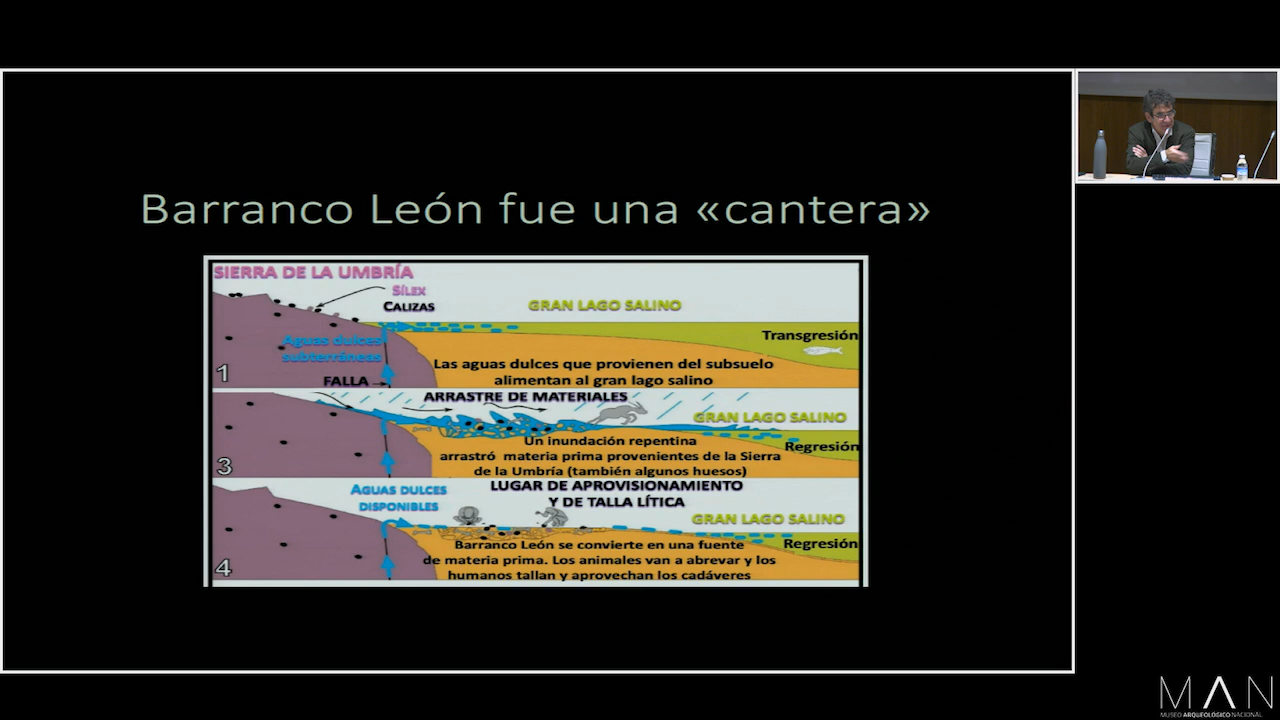 Barranco León fue una «cantera»
SIERRA DE LA UMBRÍA
SÍLEX
CALIZAS
GRAN LAGO SALINO
Aguas dulces
subterráneas
Transgresión
Las aguas dulces que provienen del subsuelo
alimentan al gran lago salino
1
FALLA
ARRASTRE DE MATERIALES
GRAN LAGO SALINO
Un inundación repentina
Regresión
arrastró materia prima provenientes de la Sierra
de la Umbría (también algunos huesos)
3
AGUAS DULCES
DISPONIBLES
LUGAR DE APROVISIONAMIENTO
Y DE TALLA LÍTICA
GRAN LAGO SALINO
Regresión
Barranco León se convierte en una fuente
de materia prima. Los animales van a abrevar y los
humanos tallan y aprovechan los cadáveres
4
MAN
MUSEO ARQUEOLÓGICO NACIONAL